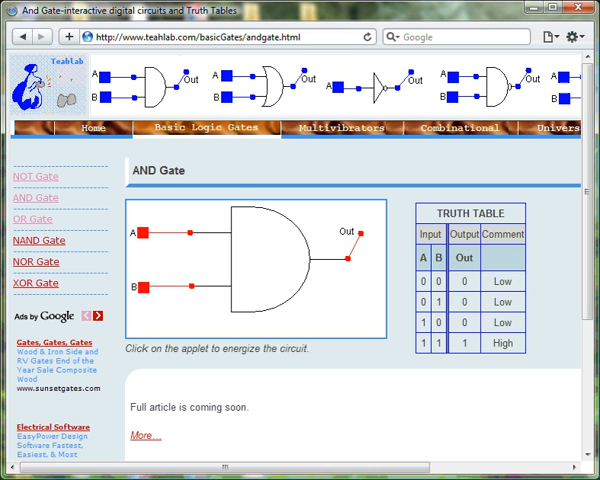 And Gate-interactive digital circuits and Truth Tables
http://www.teahlab.com/basicGates/andgate.html
Google
Teahlab
A
B
Out
A
B
Out
A
Out
A
B
Out
A
B
Home
Basic Logic Gates
Multivibrators
Combinational
Univers
NOT Gate
AND Gate
OR Gate
NAND Gate
NOR Gate
XOR Gate
Ads by Google
Gates, Gates, Gates
Wood & Iron Side and
RV Gates End of the
Year Sale Composite
Wood
www.sunsetgates.com
Electrical Software
EasyPower Design
Software Fastest,
Easiest, & Most
AND Gate
A
B
Out
Click on the applet to energize the circuit.
TRUTH TABLE
Input Output Comment
A B Out
0 0 0 Low
0 1 0 Low
1 0 0 Low
1 1 1 High
Full article is coming soon.
More...